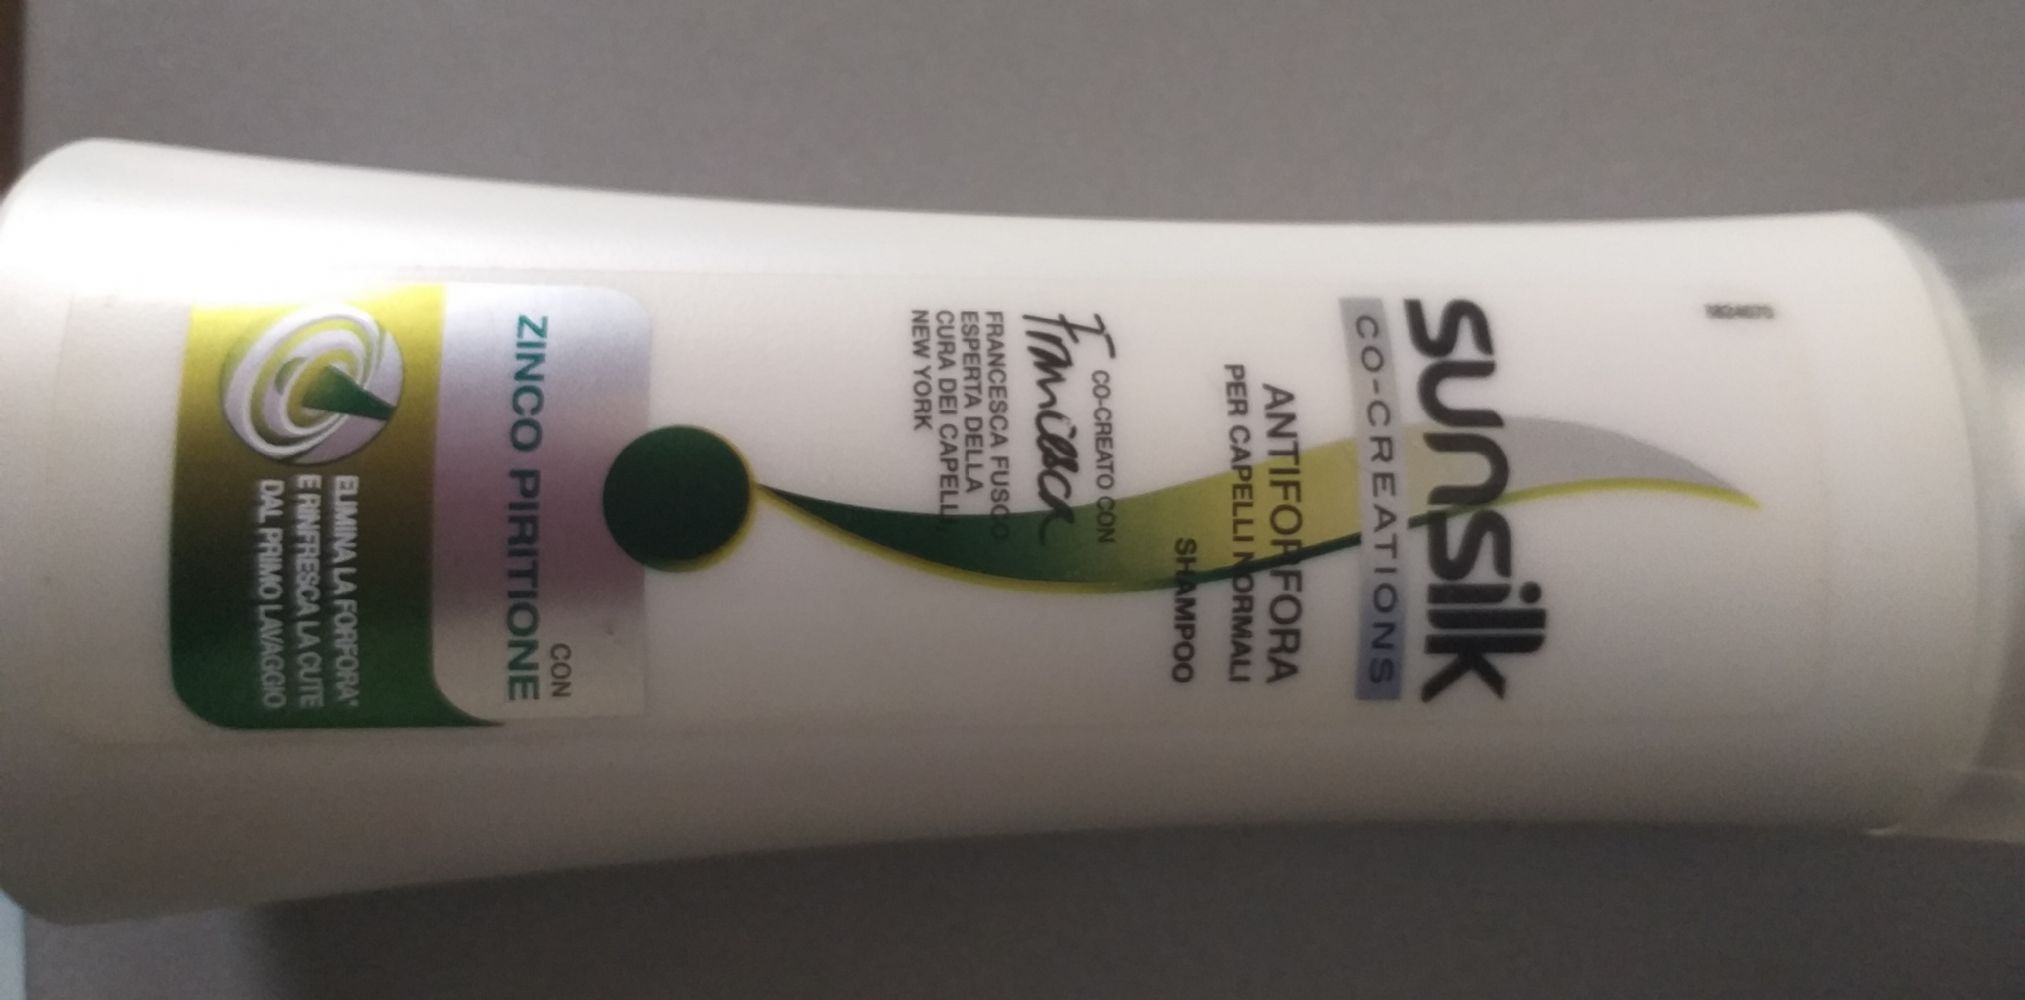 sunsilk
CO-CREATIONS
ANTIFORFORA
PER CAPELLI NORMALI
SHAMPOO
CO-CREATO CON
Francesca
FRANCESCA FUSCO
ESPERTA DELLA
CURA DEI CAPELLI,
NEW YORK
CON
ZINCO PIRITIONE
ELIMINA LA FORFORA*
E RINFRESCA LA CUTE
DAL PRIMO LAVAGGIO